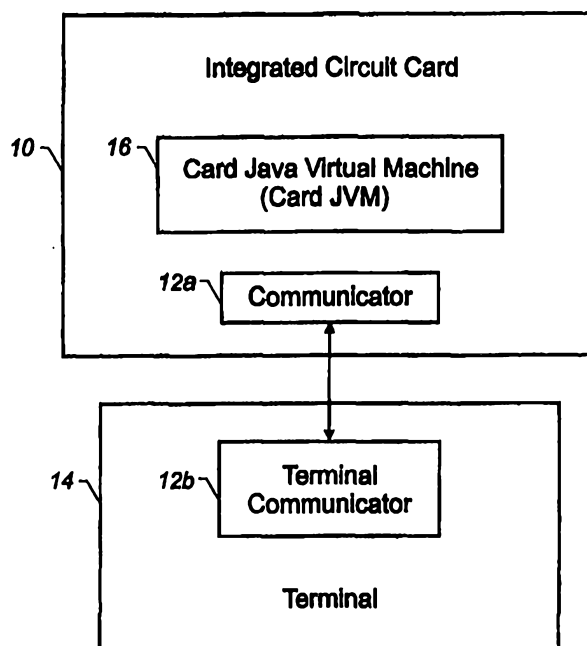 Integrated Circuit Card
10
16
Card Java Virtual Machine
(Card JVM)
12a
Communicator
14
12b
Terminal
Communicator
Terminal